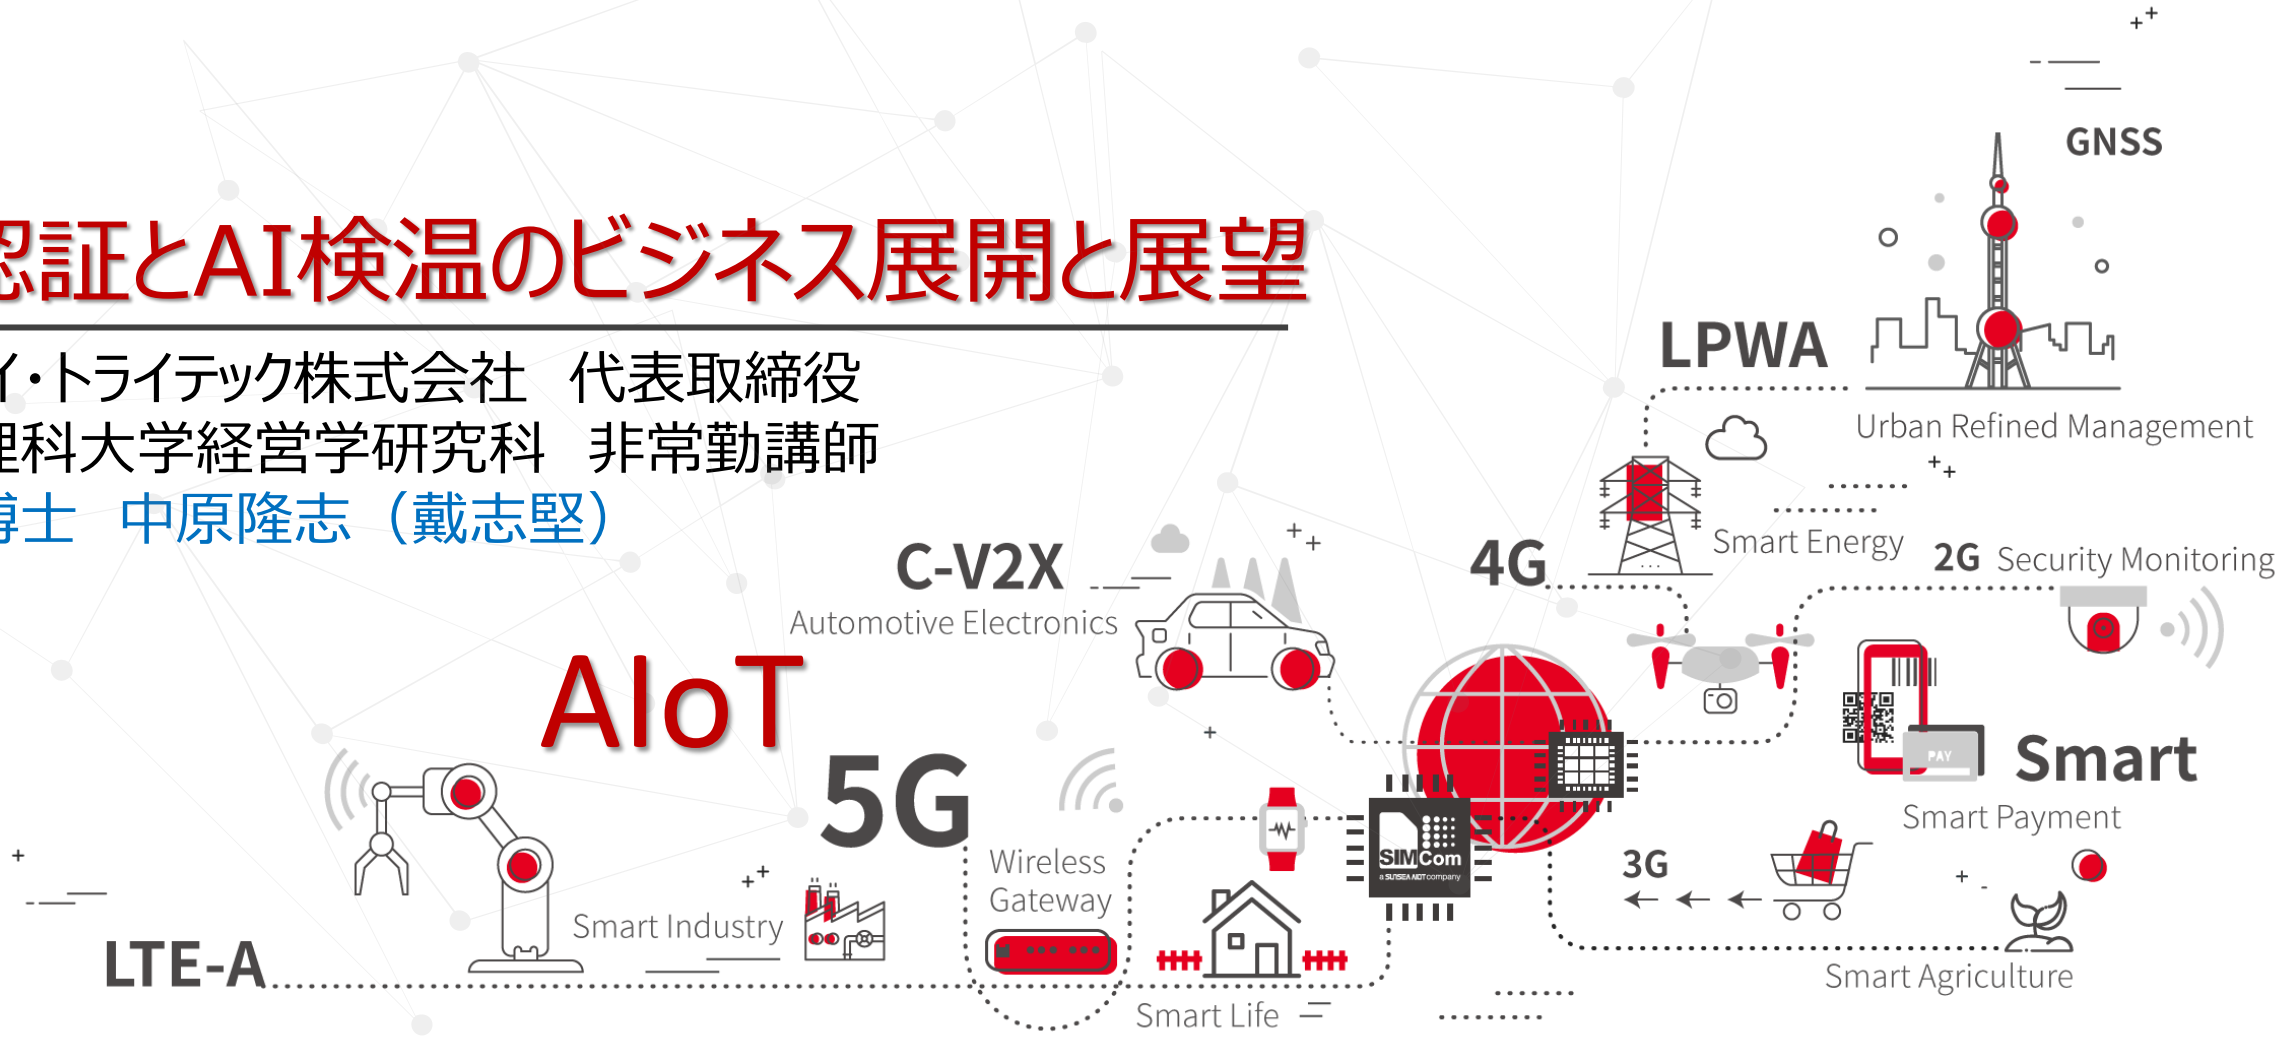 認証とAI検温のビジネス展開と展望
イ・トライテック株式会社　代表取締役
理科大学経営学研究科　非常勤講師
博士　中原隆志（戴志堅）
GNSS
LPWA
Urban Refined Management
Smart Energy
4G
2G Security Monitoring
C-V2X
Automotive Electronics
AIoT
5G
Smart
PAY
Smart Payment
Wireless
Gateway
SIMCom
a SUNSEA AIOT company
3G
Smart Industry
LTE-A
Smart Life
Smart Agriculture